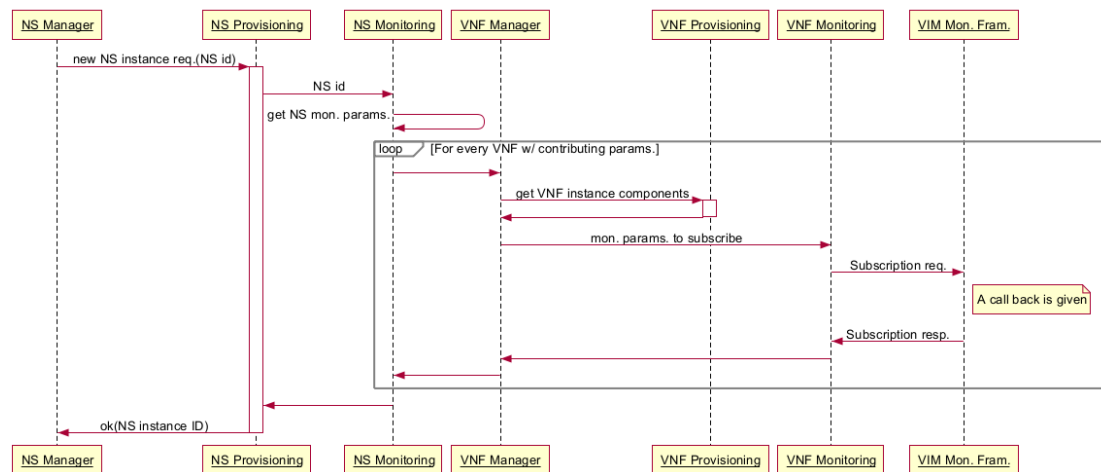 NS Manager
NS Provisioning
NS Monitoring
VNF Manager
VNF Provisioning
VNF Monitoring
VIM Mon. Fram.
new NS instance req.(NS id)
NS id
get NS mon. params.
loop
[For every VNF w/ contributing params.]
get VNF instance components
mon. params. to subscribe
Subscription req.
A call back is given
Subscription resp.
ok(NS instance ID)
NS Manager
NS Provisioning
NS Monitoring
VNF Manager
VNF Provisioning
VNF Monitoring
VIM Mon. Fram.